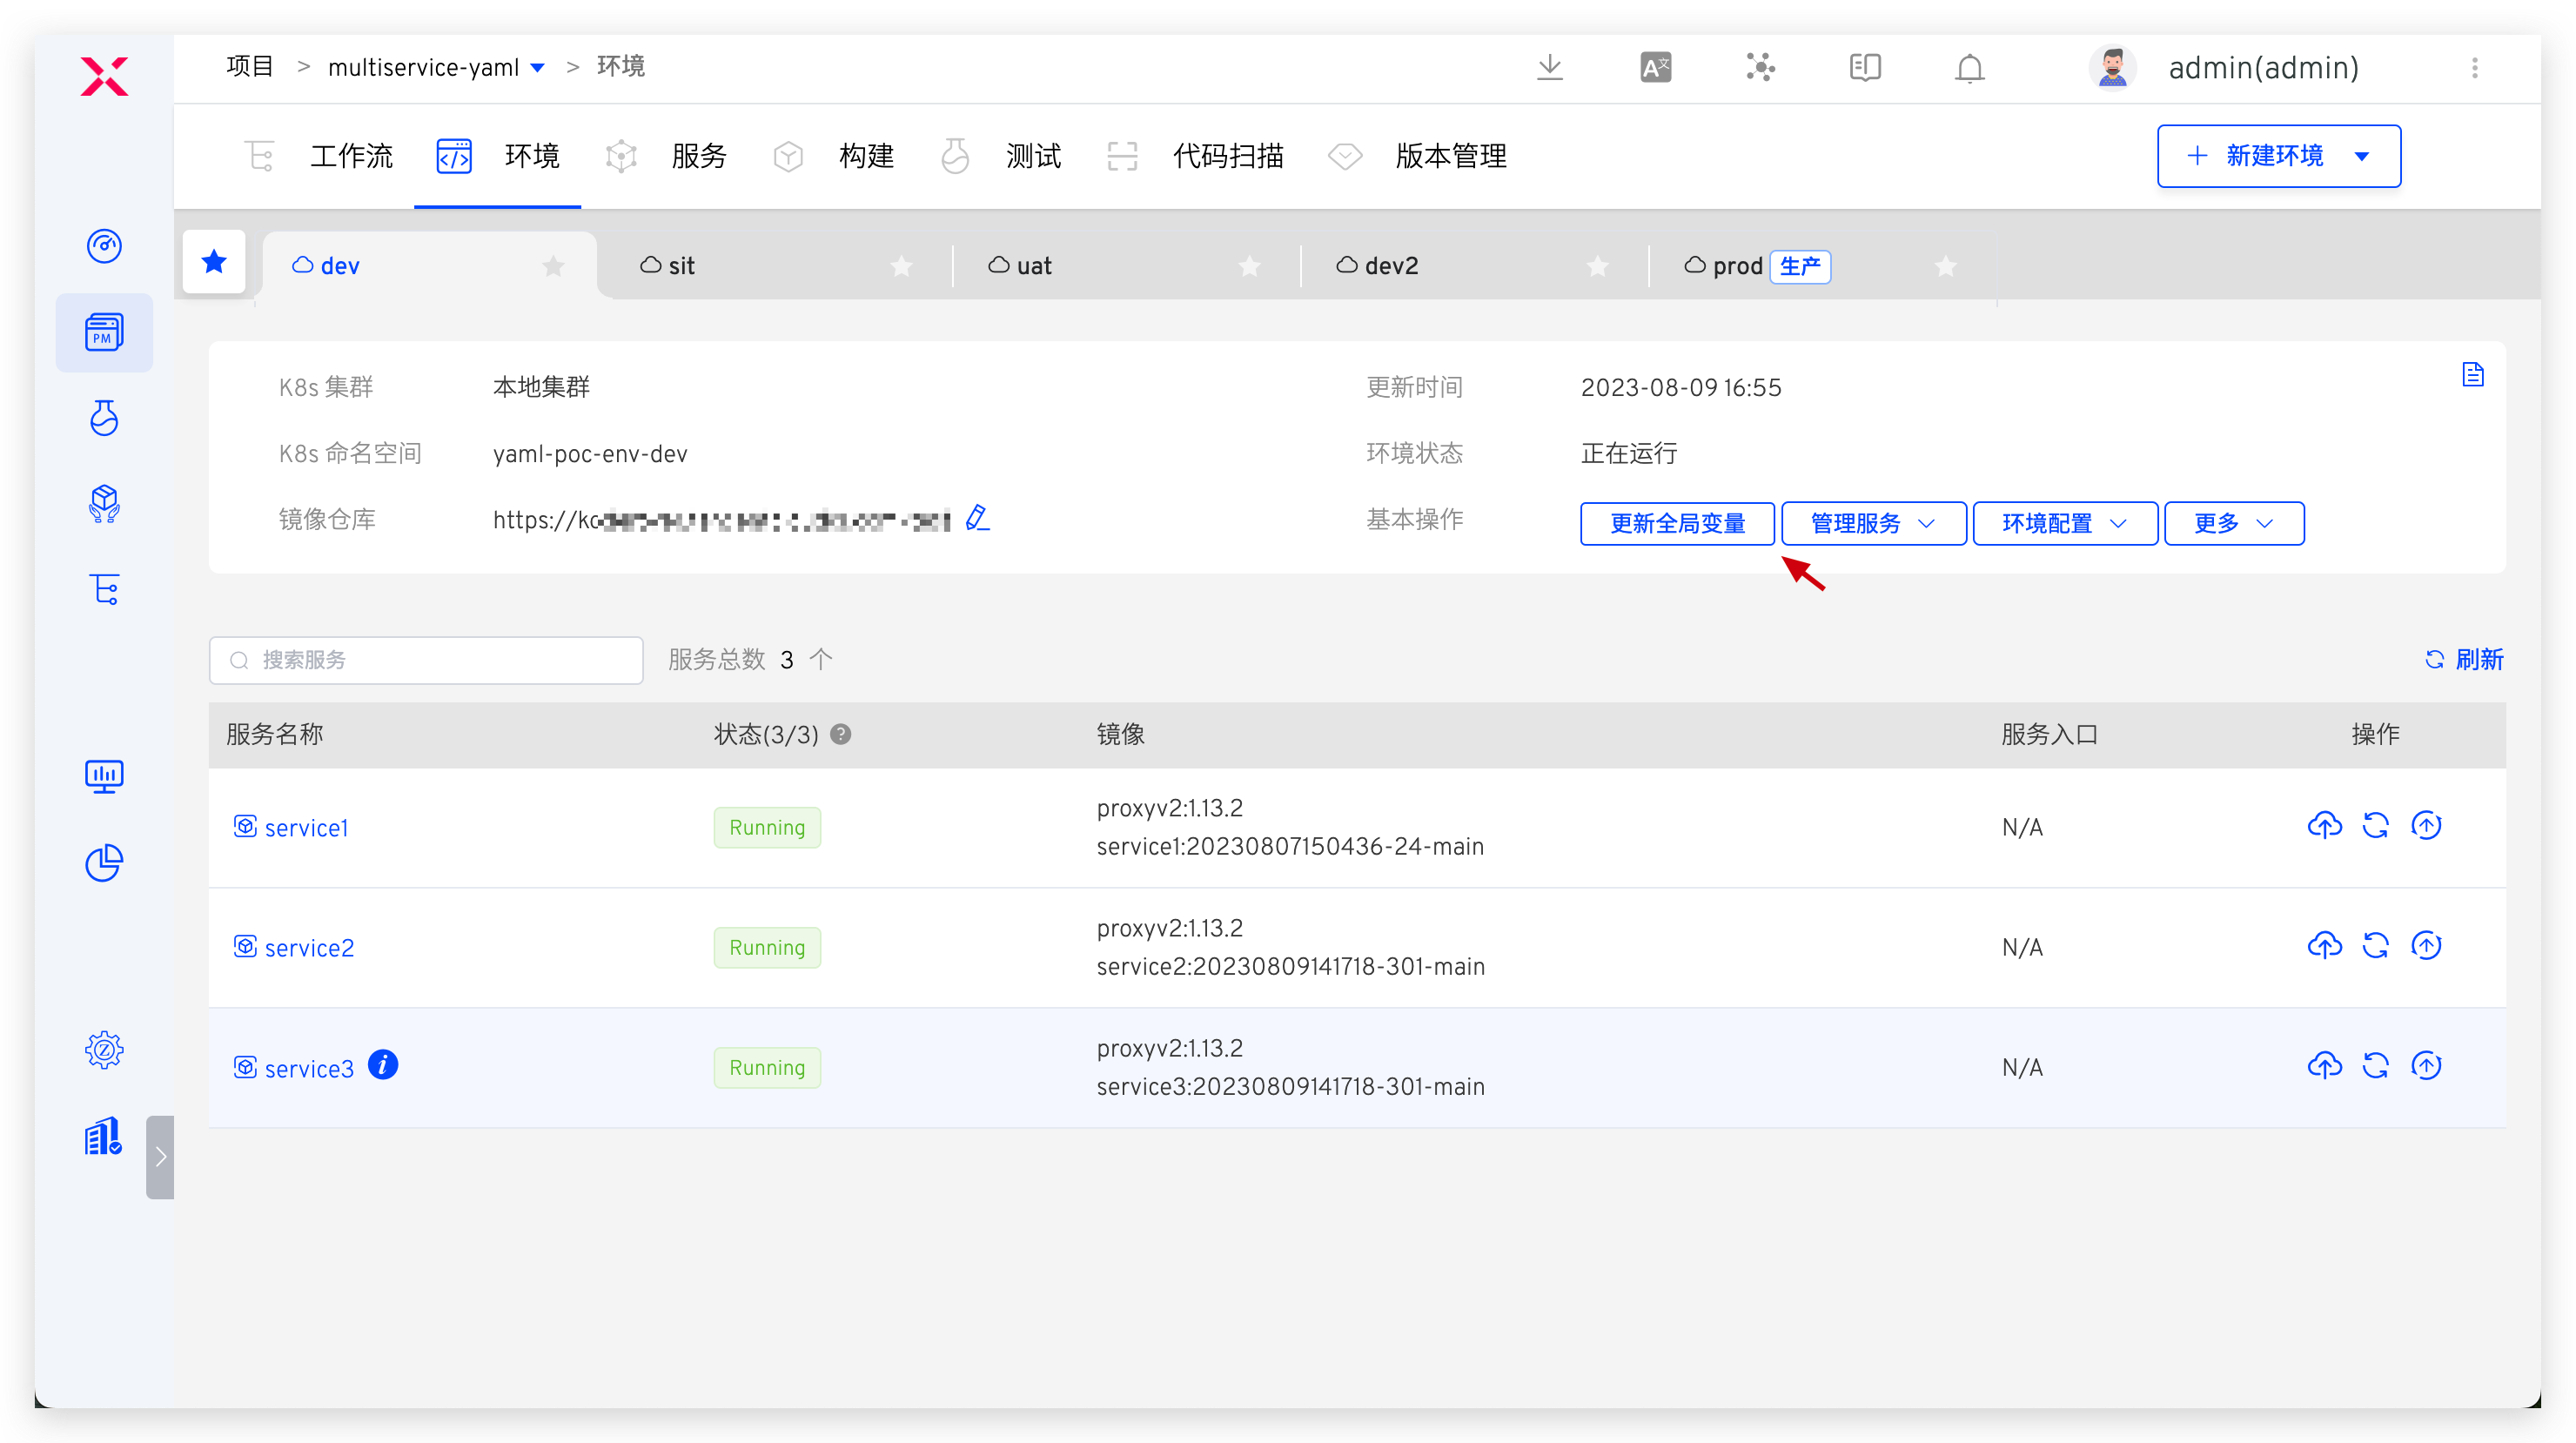 项目 > multiservice-yaml > 环境
admin(admin)
工作流 环境 服务 构建 测试 代码扫描 版本管理
新建环境
dev sit uat dev2 prod 生产
K8s 集群 本地集群 更新时间 2023-08-09 16:55
K8s 命名空间 yaml-poc-env-dev 环境状态 正在运行
镜像仓库 https://kc 基本操作 更新全局变量 管理服务 环境配置 更多
搜索服务 服务总数 3 个 刷新
服务名称 状态(3/3) 镜像 服务入口 操作
service1 Running proxyv2:1.13.2 N/A
service1:20230807150436-24-main
service2 Running proxyv2:1.13.2 N/A
service2:20230809141718-301-main
service3 Running proxyv2:1.13.2 N/A
service3:20230809141718-301-main
PM